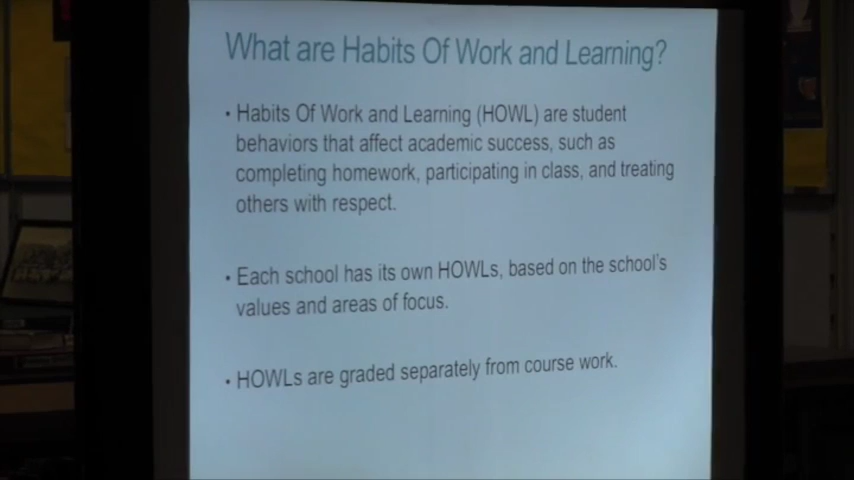 What are Habits Of Work and Learning?
• Habits Of Work and Learning (HOWL) are student
behaviors that affect academic success, such as
completing homework, participating in class, and treating
others with respect.
• Each school has its own HOWLs, based on the school's
values and areas of focus.
• HOWLs are graded separately from course work.